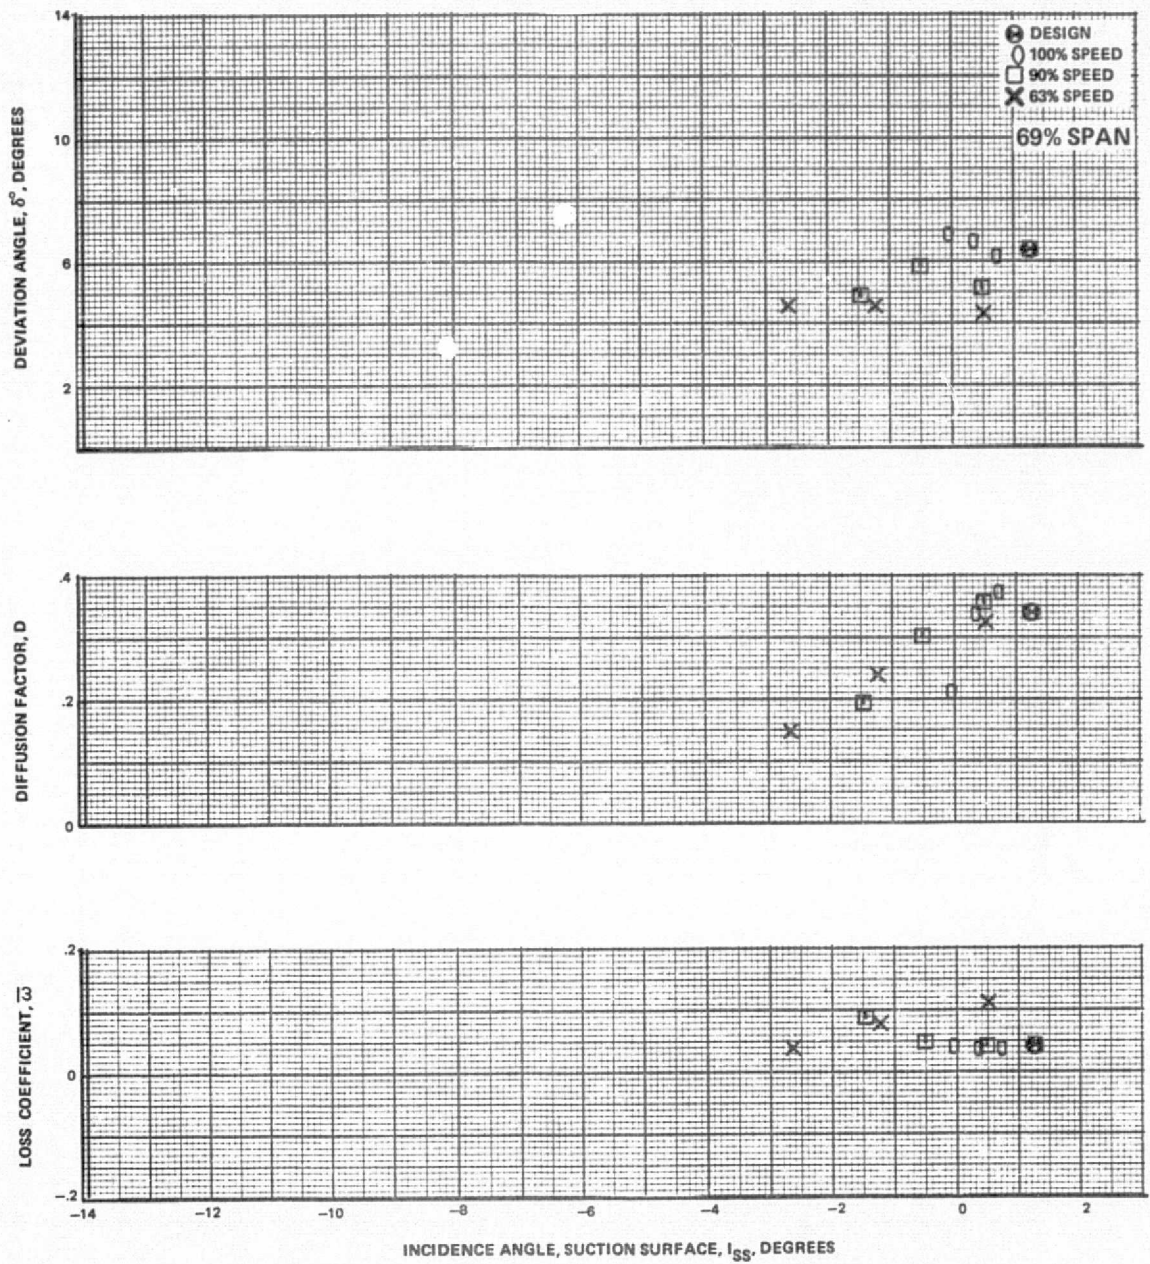 14
10
6
2
DEVIATION ANGLE, δ°, DEGREES
DESIGN
100% SPEED
90% SPEED
63% SPEED
69% SPAN
.4
.2
0
DIFFUSION FACTOR, D
.2
0
-.2
LOSS COEFFICIENT, ω̅
-14 -12 -10 -8 -6 -4 -2 0 2
INCIDENCE ANGLE, SUCTION SURFACE, ISS, DEGREES